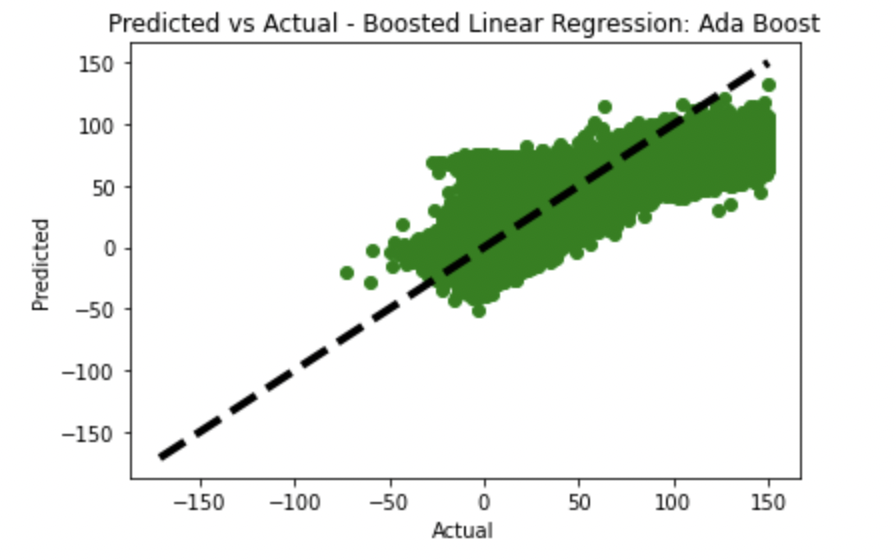 Predicted vs Actual - Boosted Linear Regression: Ada Boost
150
100
50
0
−50
−100
−150
Predicted
−150 −100 −50 0 50 100 150
Actual